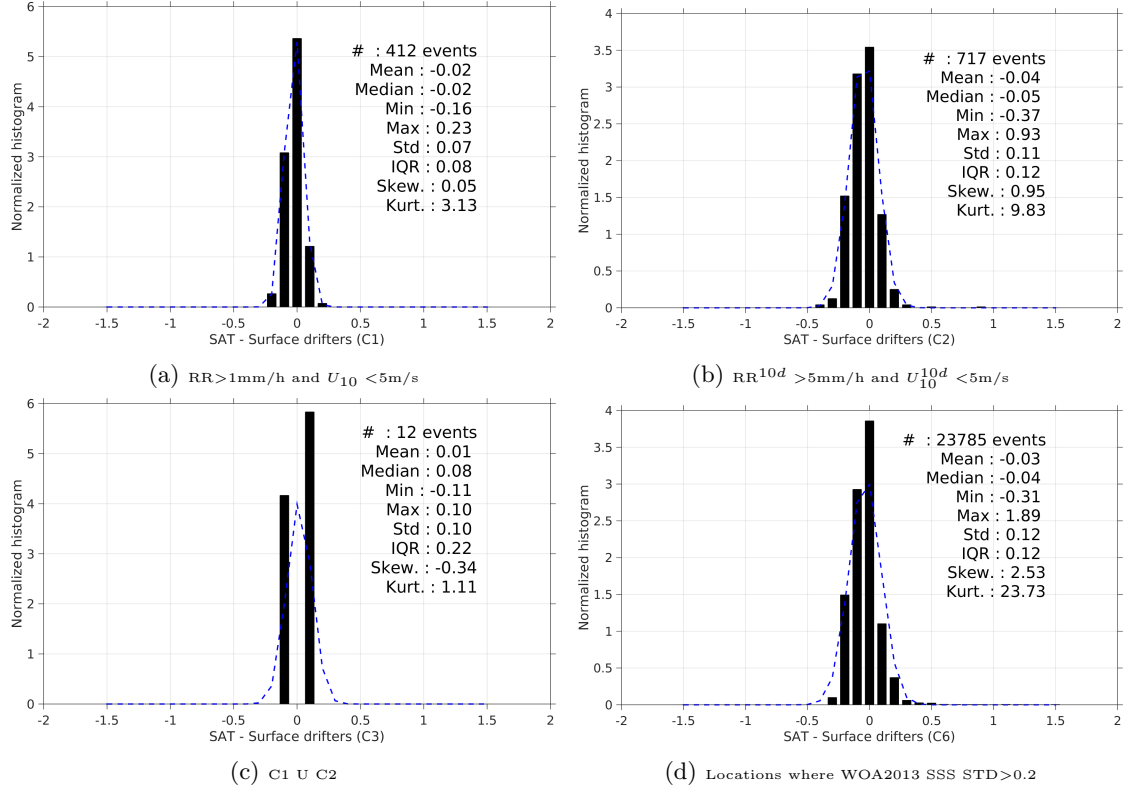 6
5
4
3
2
1
0
Normalized histogram
# : 412 events
Mean : -0.02
Median : -0.02
Min : -0.16
Max : 0.23
Std : 0.07
IQR : 0.08
Skew. : 0.05
Kurt. : 3.13
-2 -1.5 -1 -0.5 0 0.5 1 1.5 2
SAT - Surface drifters (C1)
(a) RR>1mm/h and U10 <5m/s
4
3.5
3
2.5
2
1.5
1
0.5
0
Normalized histogram
# : 717 events
Mean : -0.04
Median : -0.05
Min : -0.37
Max : 0.93
Std : 0.11
IQR : 0.12
Skew. : 0.95
Kurt. : 9.83
-2 -1.5 -1 -0.5 0 0.5 1 1.5 2
SAT - Surface drifters (C2)
(b) RR^10d >5mm/h and U_10^10d <5m/s
6
5
4
3
2
1
0
Normalized histogram
# : 12 events
Mean : 0.01
Median : 0.08
Min : -0.11
Max : 0.10
Std : 0.10
IQR : 0.22
Skew. : -0.34
Kurt. : 1.11
-2 -1.5 -1 -0.5 0 0.5 1 1.5 2
SAT - Surface drifters (C3)
(c) C1 U C2
4
3.5
3
2.5
2
1.5
1
0.5
0
Normalized histogram
# : 23785 events
Mean : -0.03
Median : -0.04
Min : -0.31
Max : 1.89
Std : 0.12
IQR : 0.12
Skew. : 2.53
Kurt. : 23.73
-2 -1.5 -1 -0.5 0 0.5 1 1.5 2
SAT - Surface drifters (C6)
(d) Locations where WOA2013 SSS STD>0.2